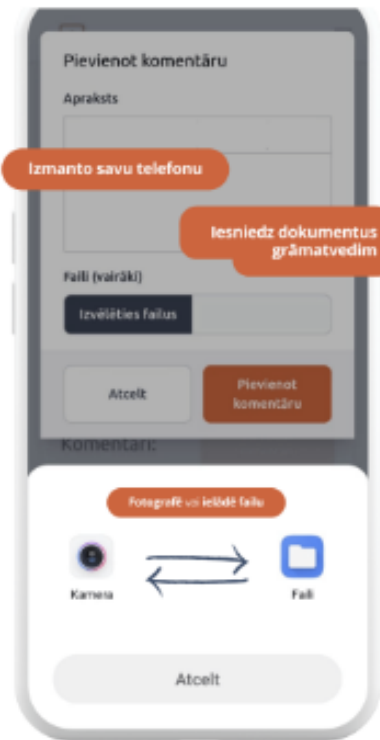 Pievienot komentāru
Apraksts
Izmanto savu telefonu
Iesniedz dokumentus
grāmatvedim
Faili (vairāki)
Izvēlēties failus
Atcelt
Pievienot
komentāru
Komentāri:
Fotografē vai ielādē failu
Kamera
Faili
Atcelt